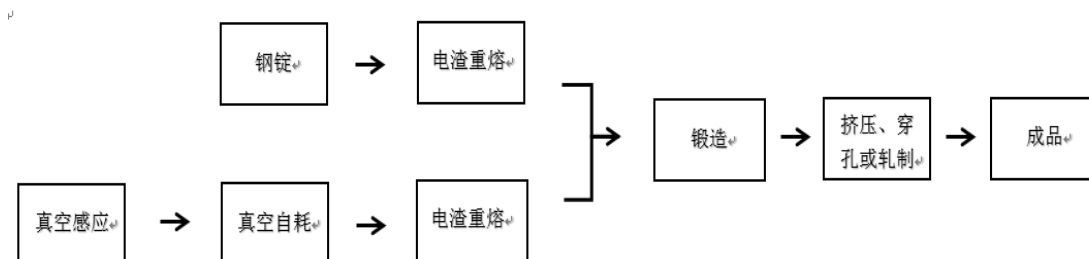 钢锭
电渣重熔
锻造
挤压、穿
孔或轧制
成品
真空感应
真空自耗
电渣重熔